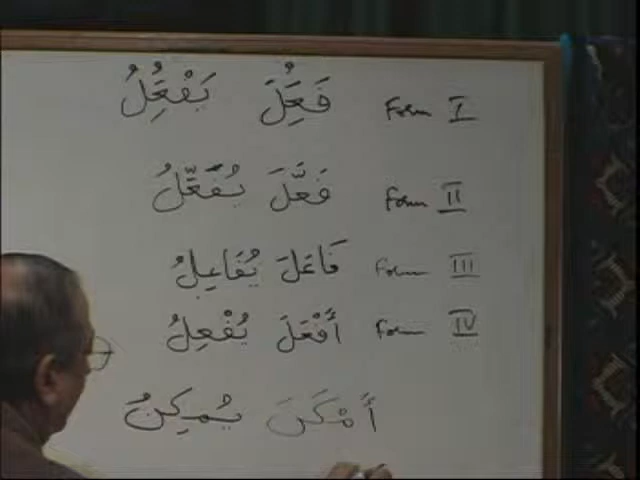 Form I فَعَُِلَ يَفْعَُِلُ
Form II فَعَّلَ يُفَعِّلُ
Form III فَاعَلَ يُفَاعِلُ
Form IV أَفْعَلَ يُفْعِلُ
أَمْكَنَ يُمْكِنُ